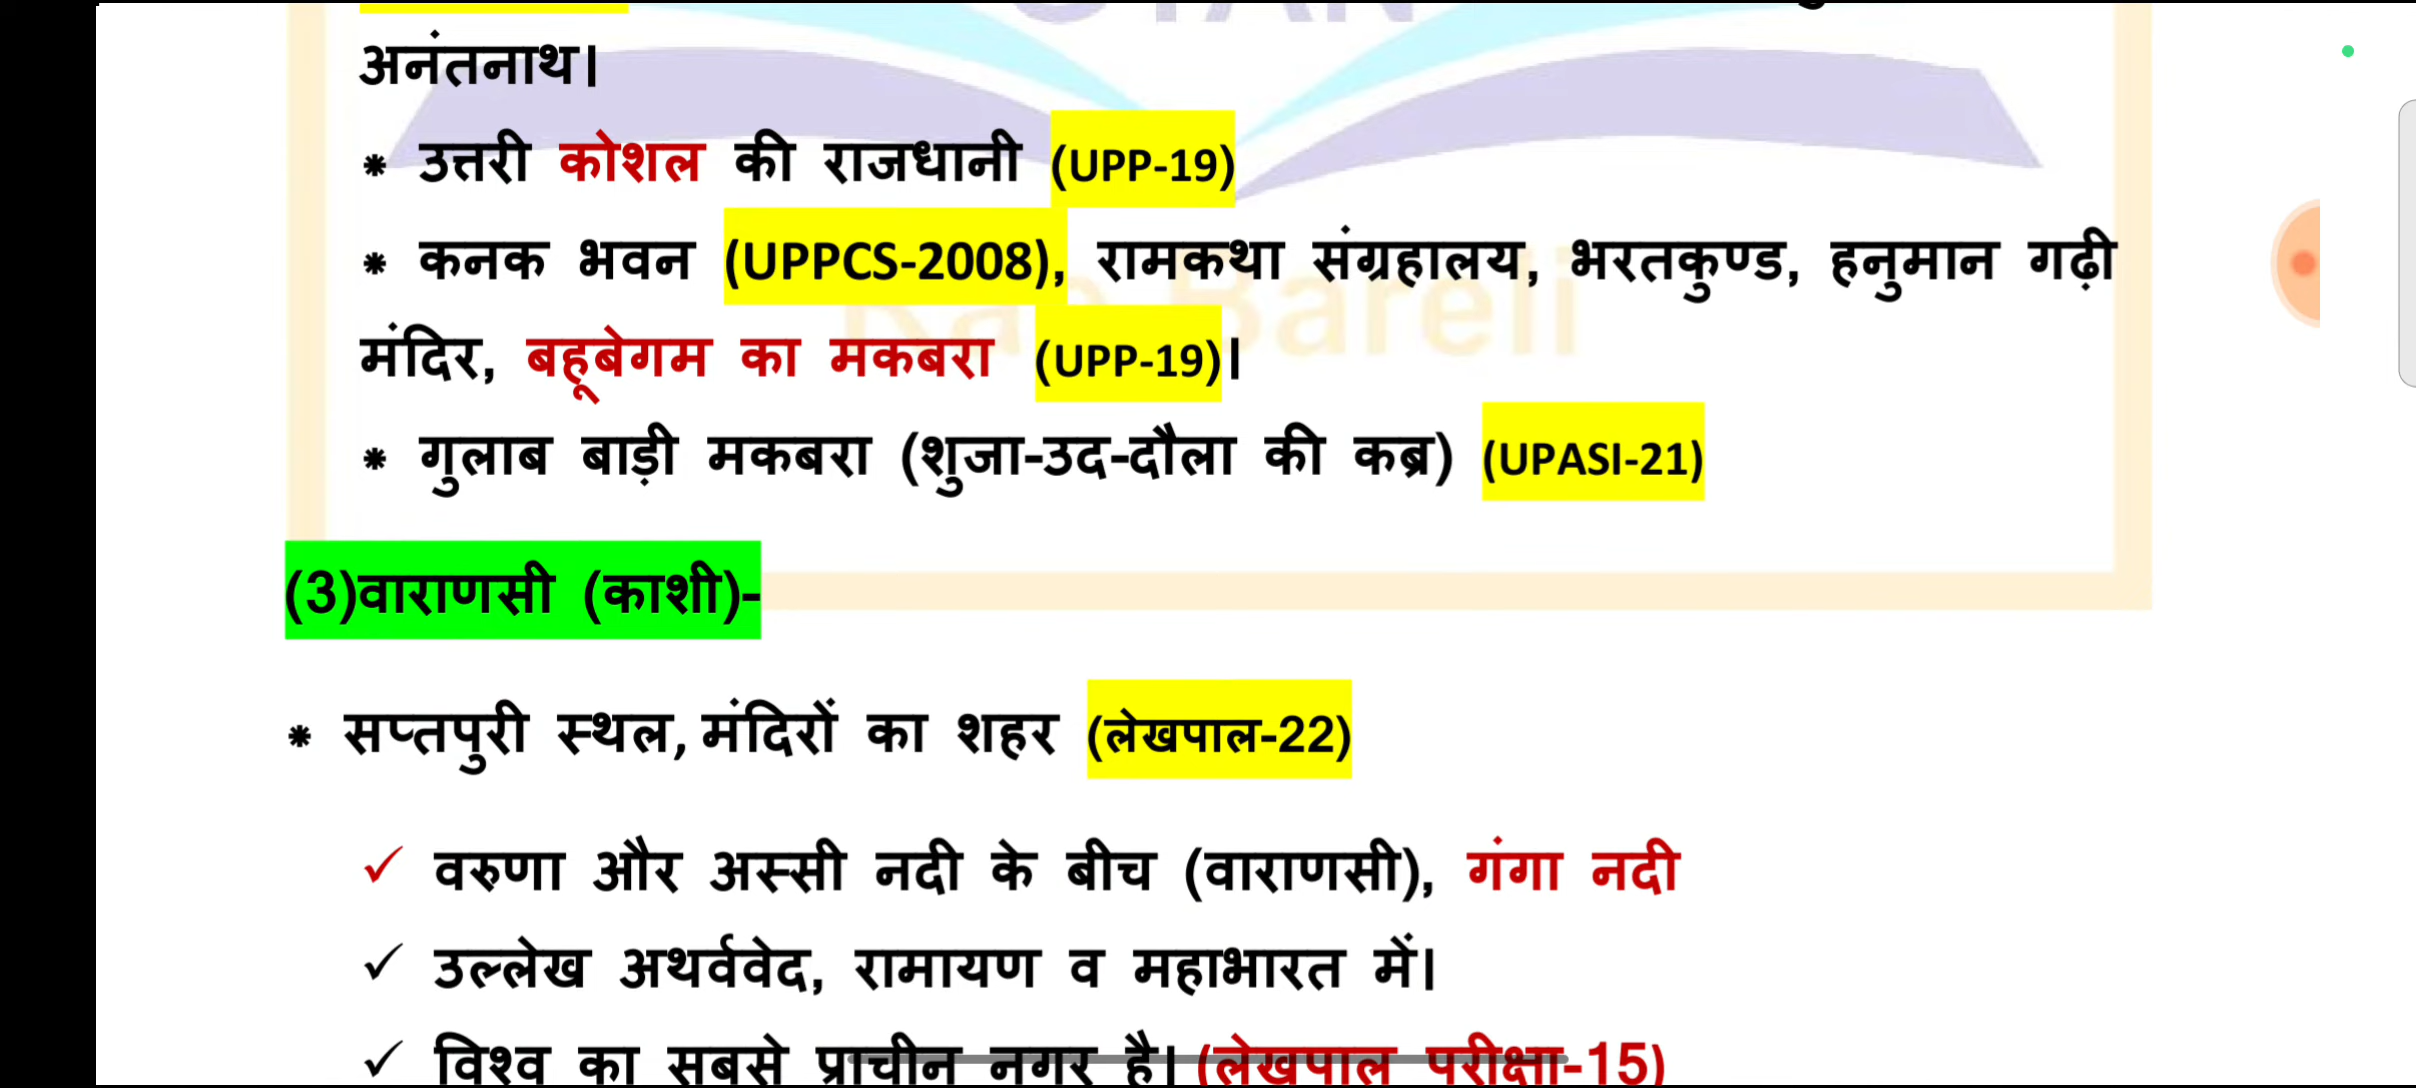 अनंतनाथ।
* उत्तरी कोशल की राजधानी (UPP-19)
* कनक भवन (UPPCS-2008), रामकथा संग्रहालय, भरतकुण्ड, हनुमान गढ़ी
मंदिर, बहूबेगम का मकबरा (UPP-19)।
* गुलाब बाड़ी मकबरा (शुजा-उद-दौला की कब्र) (UPASI-21)
Rae Bareli
(3)वाराणसी (काशी)-
* सप्तपुरी स्थल, मंदिरों का शहर (लेखपाल-22)
✓ वरुणा और अस्सी नदी के बीच (वाराणसी), गंगा नदी
✓ उल्लेख अथर्ववेद, रामायण व महाभारत में।
✓ विश्व का सबसे प्राचीन नगर है। (लेखपाल परीक्षा-15)